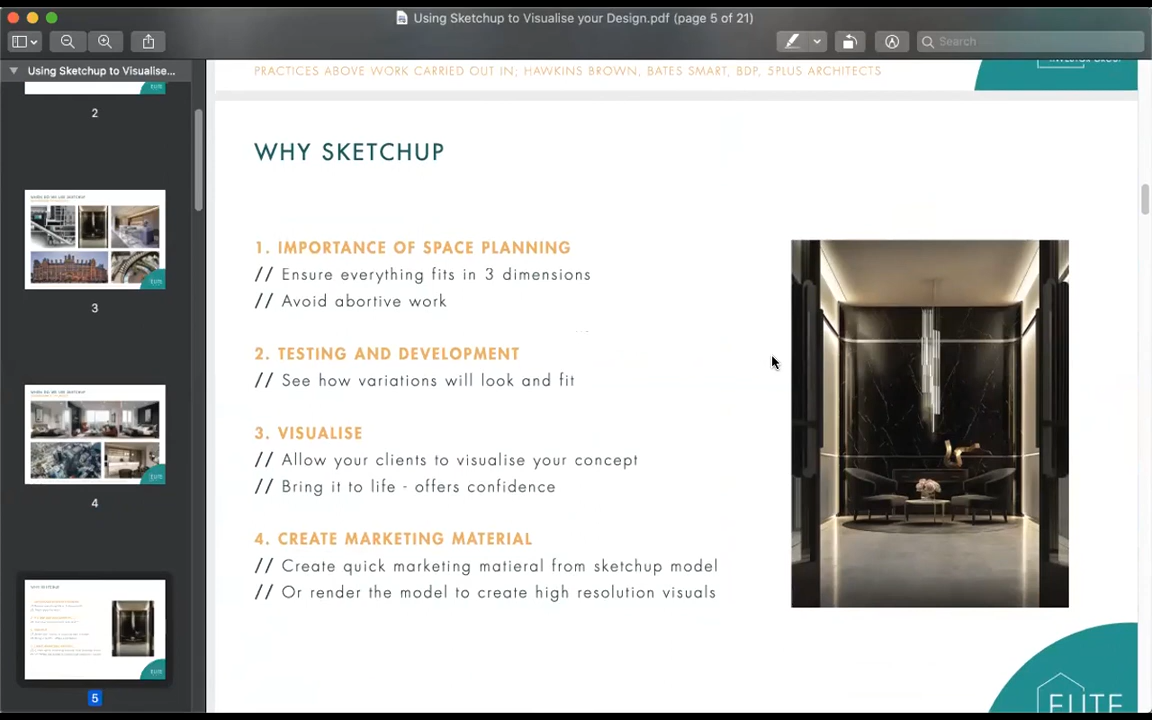 Using Sketchup to Visualise your Design.pdf (page 5 of 21)
Search
Using Sketchup to Visualise...
2
3
4
5
PRACTICES ABOVE WORK CARRIED OUT IN; HAWKINS BROWN, BATES SMART, BDP, 5PLUS ARCHITECTS
WHY SKETCHUP
1. IMPORTANCE OF SPACE PLANNING
// Ensure everything fits in 3 dimensions
// Avoid abortive work
2. TESTING AND DEVELOPMENT
// See how variations will look and fit
3. VISUALISE
// Allow your clients to visualise your concept
// Bring it to life - offers confidence
4. CREATE MARKETING MATERIAL
// Create quick marketing matieral from sketchup model
// Or render the model to create high resolution visuals
ELITE